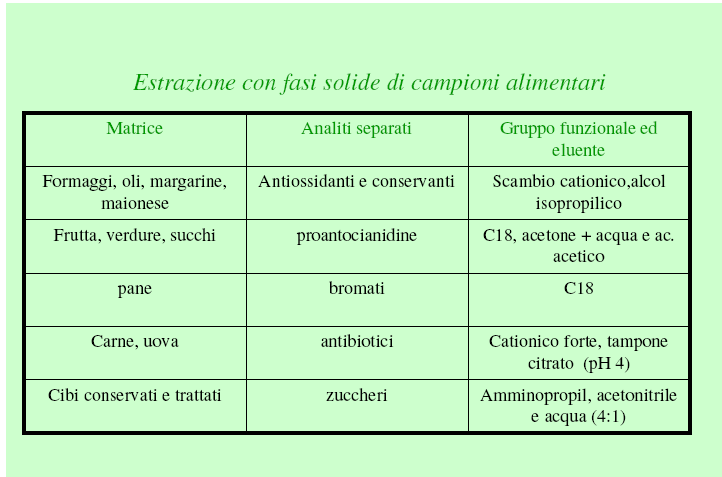 Estrazione con fasi solide di campioni alimentari
Matrice
Analiti separati
Gruppo funzionale ed
eluente
Formaggi, oli, margarine,
maionese
Antiossidanti e conservanti
Scambio cationico,alcol
isopropilico
Frutta, verdure, succhi
proantocianidine
C18, acetone + acqua e ac.
acetico
pane
bromati
C18
Carne, uova
antibiotici
Cationico forte, tampone
citrato (pH 4)
Cibi conservati e trattati
zuccheri
Amminopropil, acetonitrile
e acqua (4:1)